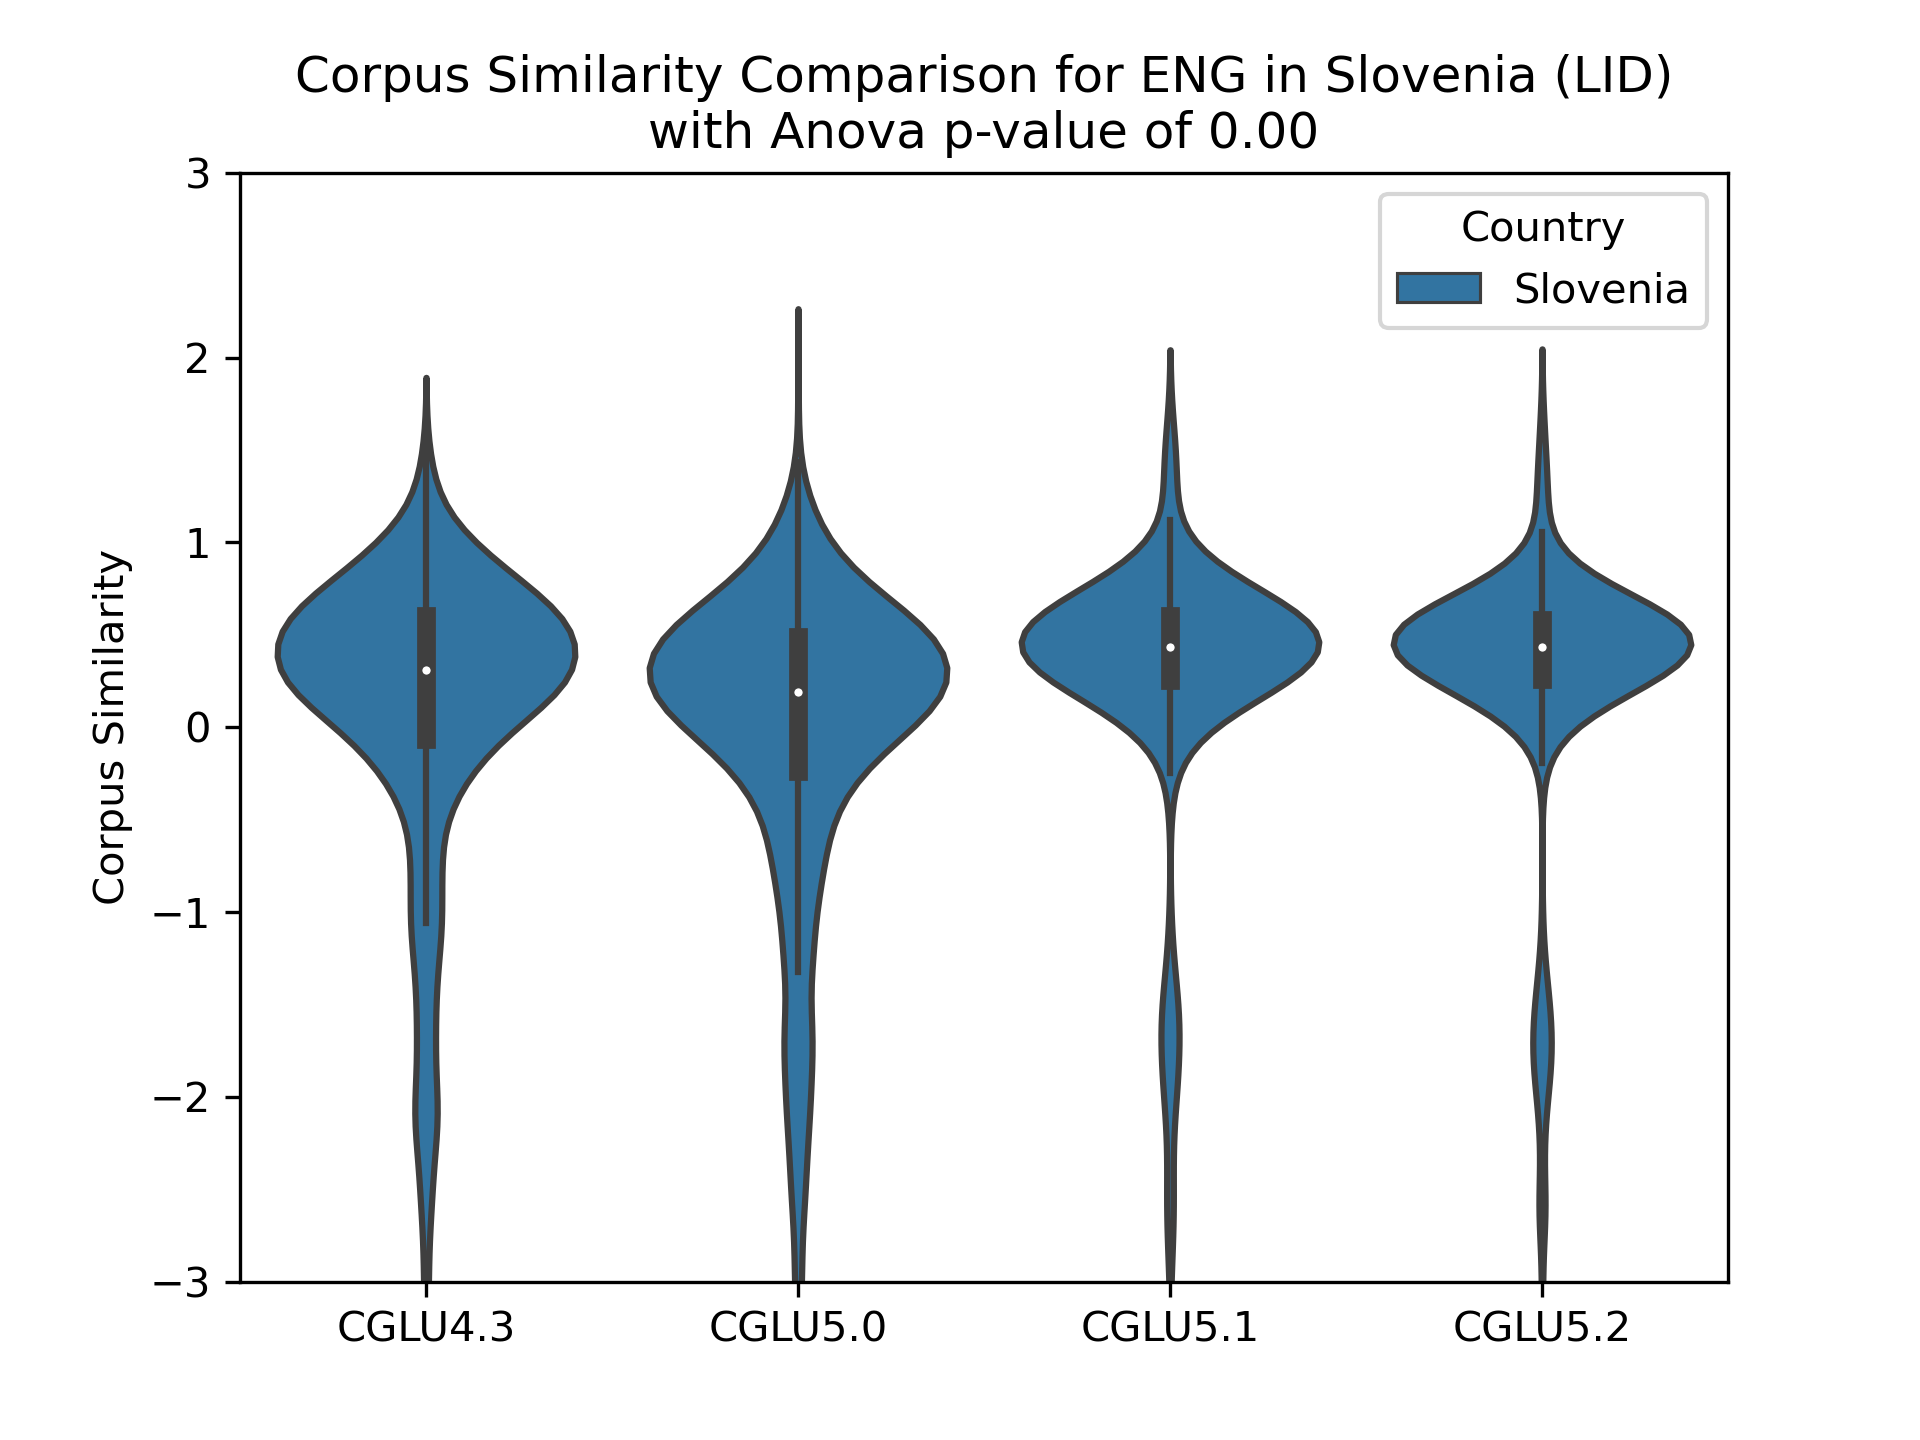 Corpus Similarity Comparison for ENG in Slovenia (LID)
with Anova p-value of 0.00
Country
Slovenia
Corpus Similarity
3
2
1
0
−1
−2
−3
CGLU4.3
CGLU5.0
CGLU5.1
CGLU5.2